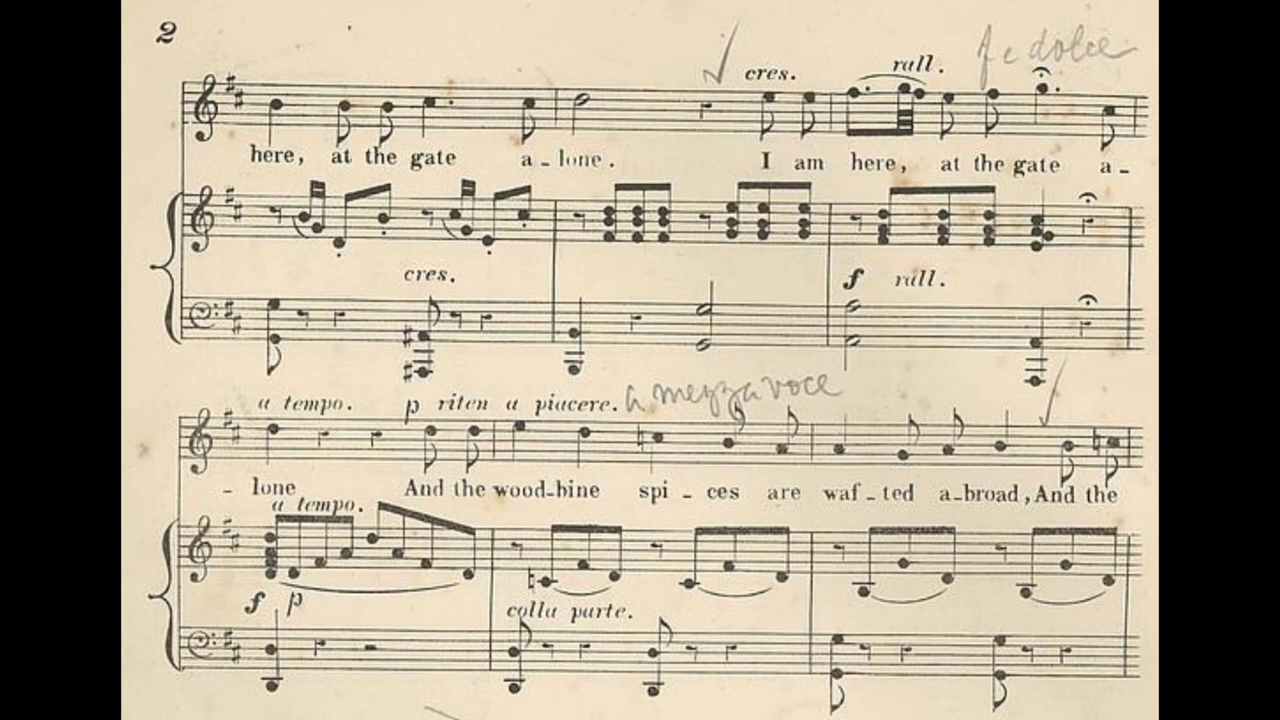 2
f e dolce
cres. rall.
here, at the gate a - lone. I am here, at the gate a -
cres. f rall.
a tempo. p riten a piacere. a mezza voce
- lone And the wood-bine spi - ces are waf - ted a-broad, And the
a tempo.
f p colla parte.